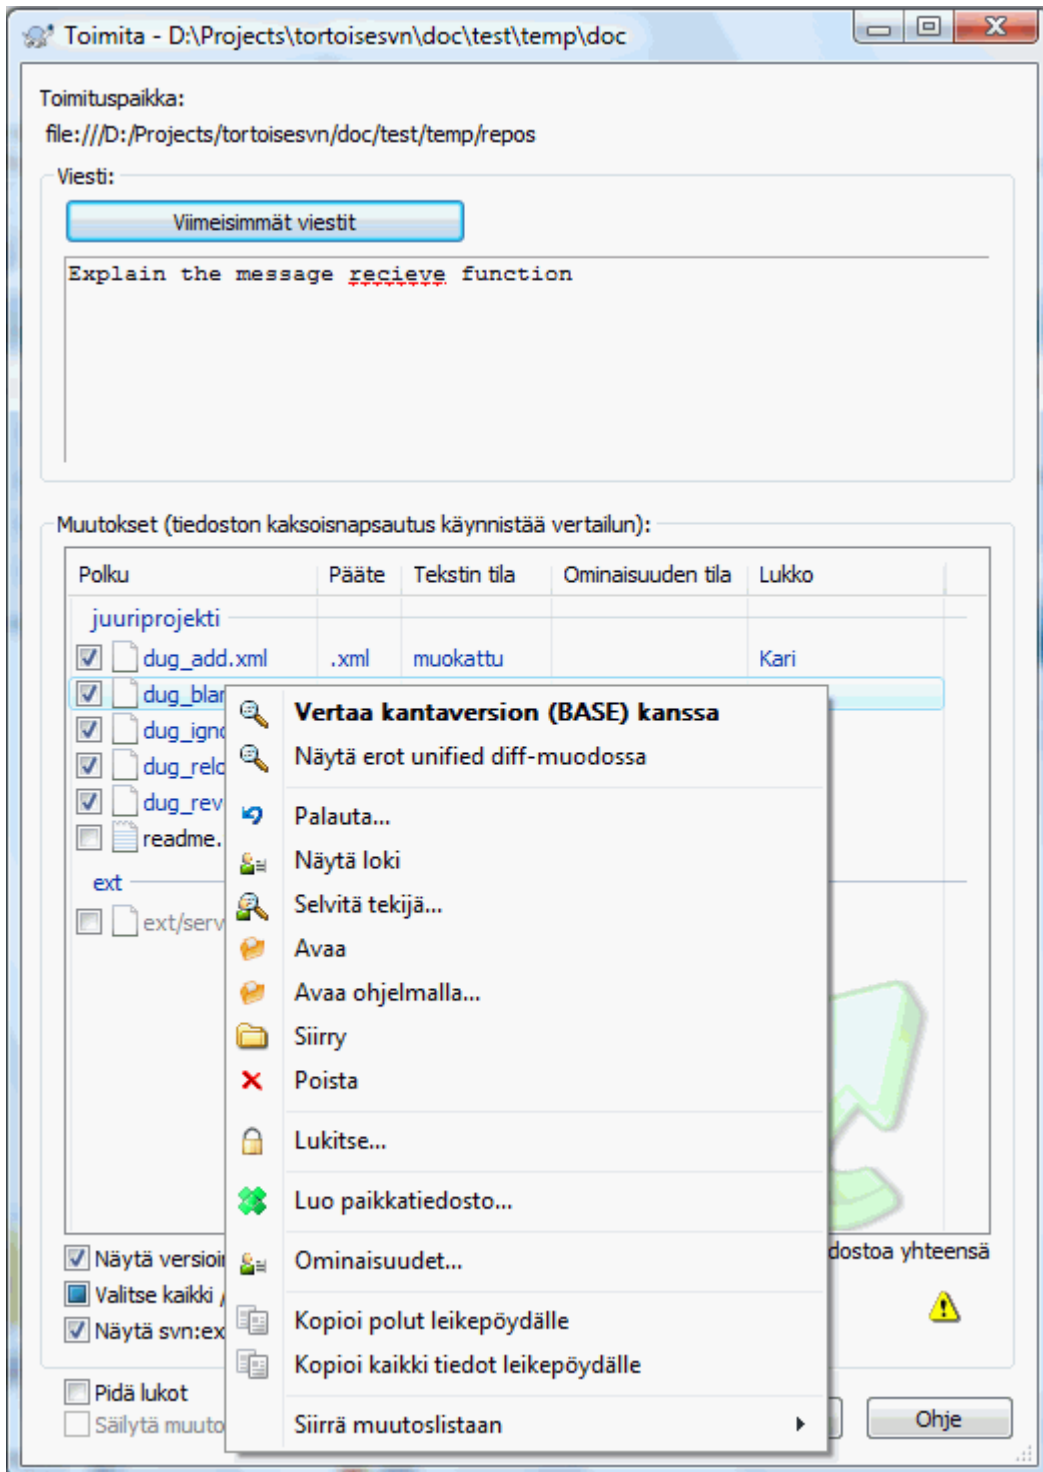 Toimita - D:\Projects\tortoisesvn\doc\test\temp\doc
Toimituspaikka:
file:///D:/Projects/tortoisesvn/doc/test/temp/repos
Viesti:
Viimeisimmät viestit
Explain the message recieve function
Muutokset (tiedoston kaksoisnapsautus käynnistää vertailun):
Polku Pääte Tekstin tila Ominaisuuden tila Lukko
juuriprojekti
dug_add.xml .xml muokattu Kari
dug_blan
Vertaa kantaversion (BASE) kanssa
dug_igno
Näytä erot unified diff-muodossa
dug_relo
dug_rev
Palauta...
readme.
Näytä loki
ext
Selvitä tekijä...
ext/serv
Avaa
Avaa ohjelmalla...
Siirry
Poista
Lukitse...
Luo paikkatiedosto...
Näytä versioin
dostoa yhteensä
Ominaisuudet...
Valitse kaikki /
Näytä svn:ex
Kopioi polut leikepöydälle
Kopioi kaikki tiedot leikepöydälle
Pidä lukot
Säilytä muuto
Siirrä muutoslistaan
Ohje